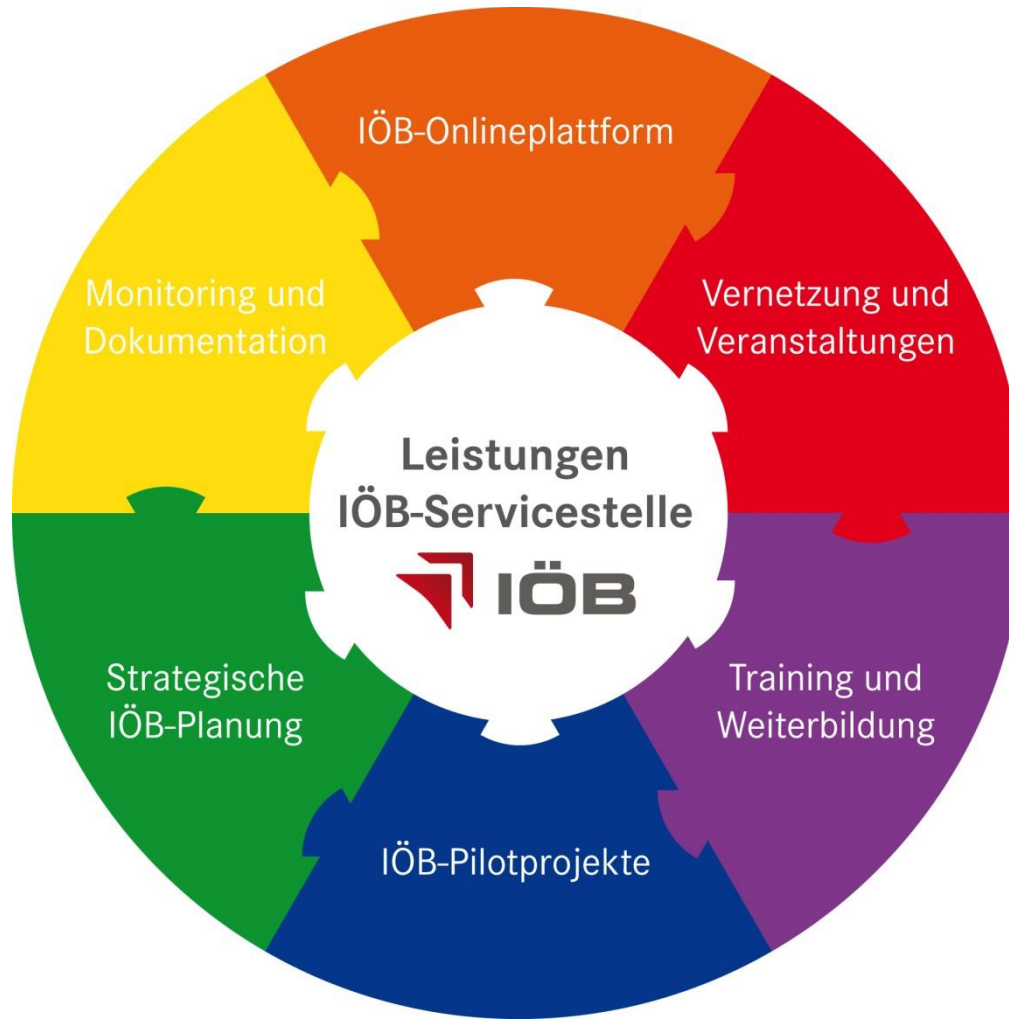 IÖB-Onlineplattform
Vernetzung und
Veranstaltungen
Training und
Weiterbildung
IÖB-Pilotprojekte
Strategische
IÖB-Planung
Monitoring und
Dokumentation
Leistungen
IÖB-Servicestelle
IÖB